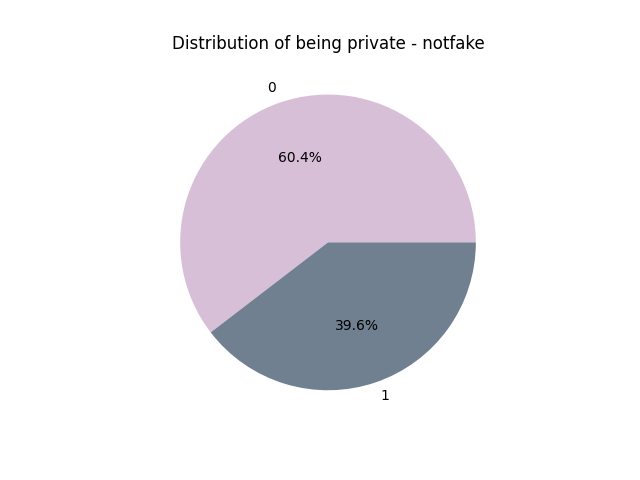 Distribution of being private - notfake
0
60.4%
39.6%
1